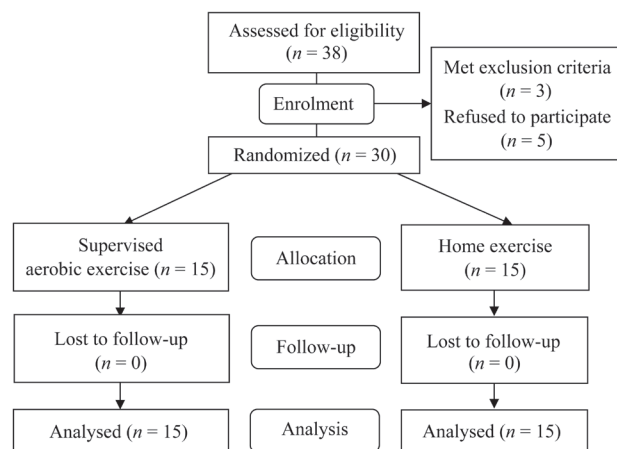 Assessed for eligibility
(n = 38)
Met exclusion criteria
(n = 3)
Refused to participate
(n = 5)
Enrolment
Randomized (n = 30)
Supervised
aerobic exercise (n = 15)
Allocation
Home exercise
(n = 15)
Lost to follow-up
(n = 0)
Follow-up
Lost to follow-up
(n = 0)
Analysed (n = 15)
Analysis
Analysed (n = 15)